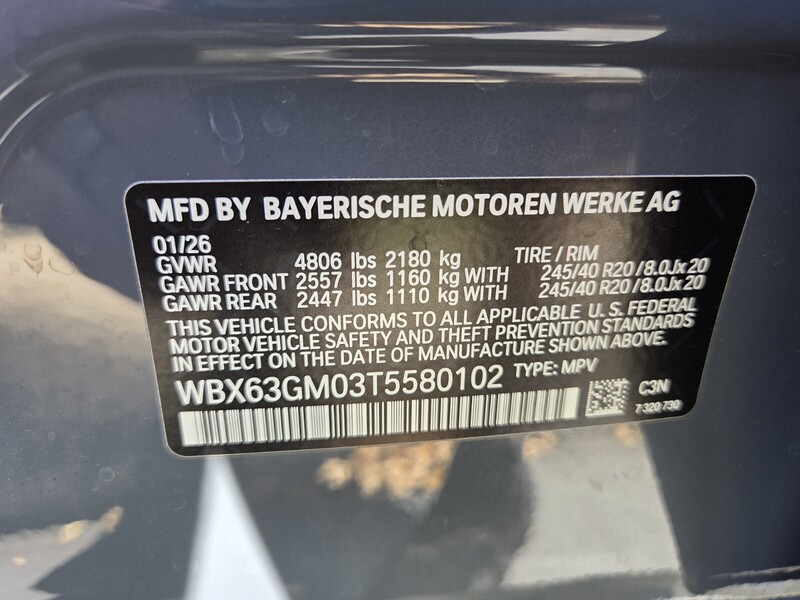 MFD BY BAYERISCHE MOTOREN WERKE AG
01/26
GVWR 4806 lbs 2180 kg TIRE / RIM
GAWR FRONT 2557 lbs 1160 kg WITH 245/40 R20/8.0Jx20
GAWR REAR 2447 lbs 1110 kg WITH 245/40 R20/8.0Jx20
THIS VEHICLE CONFORMS TO ALL APPLICABLE U.S. FEDERAL
MOTOR VEHICLE SAFETY AND THEFT PREVENTION STANDARDS
IN EFFECT ON THE DATE OF MANUFACTURE SHOWN ABOVE.
WBX63GM03T5580102 TYPE: MPV
C3N
7 320 730